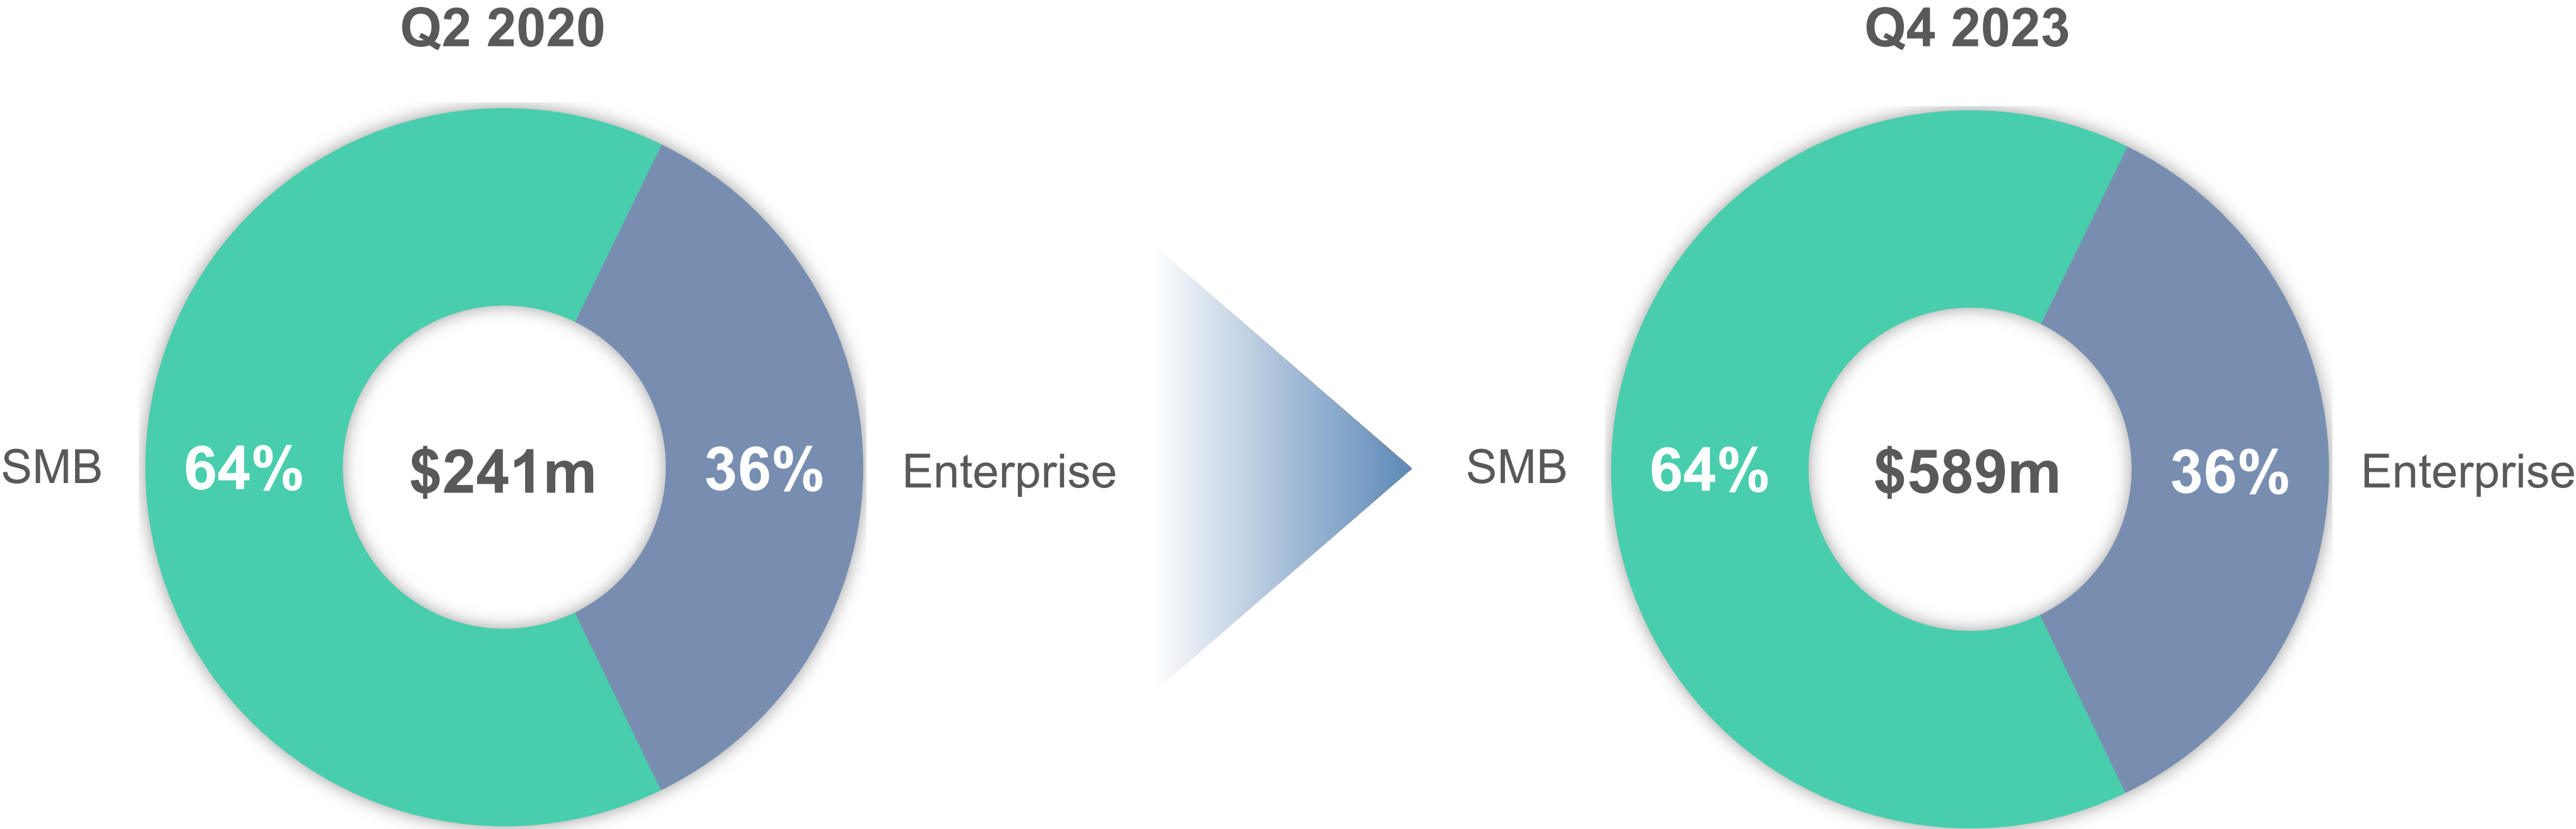 Q2 2020
SMB
64%
$241m
36%
Enterprise
Q4 2023
SMB
64%
$589m
36%
Enterprise